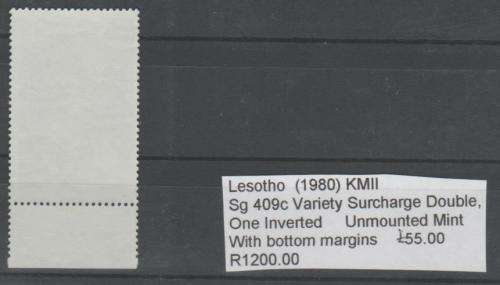 Lesotho (1980) KMII
Sg 409c Variety Surcharge Double,
One Inverted Unmounted Mint
With bottom margins £55.00
R1200.00